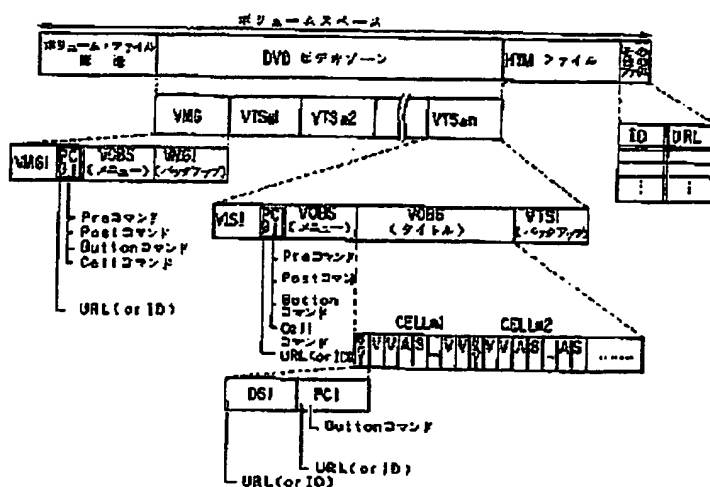 ボリュームスペース
ボリューム・ファイル
構造
DVD ビデオゾーン
HTM ファイル
VMG
VTS#1
VTS#2
VTS#n
ID
URL
VMGI
PC
GI
VOBS
(メニュー)
VMGI
(バックアップ)
Preコマンド
Postコマンド
Buttonコマンド
Cellコマンド
URL(or ID)
VTSI
PC
GI
VOBS
(メニュー)
VOBS
(タイトル)
VTSI
(バックアップ)
Preコマンド
Postコマンド
Button
コマンド
Cell
コマンド
URL(or ID)
CELL#1
CELL#2
V V A S V V V V A S A S
DSI
PCI
Buttonコマンド
URL(or ID)
URL(or ID)